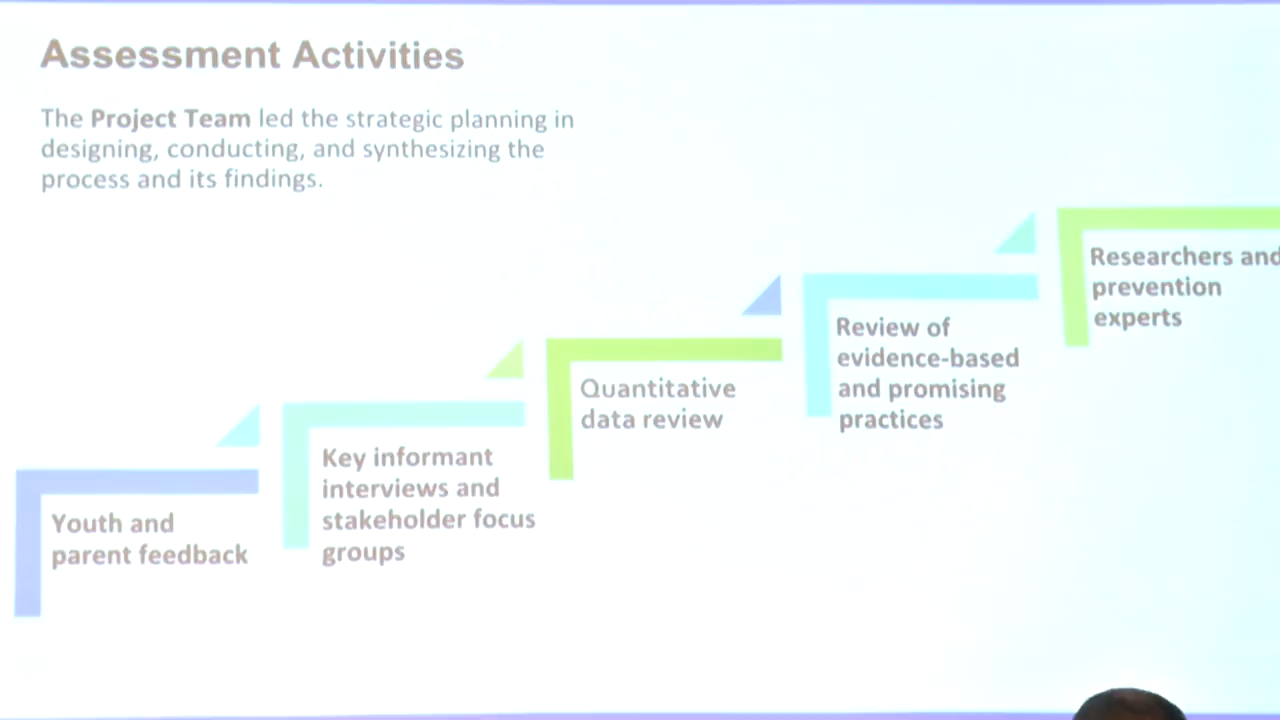 Assessment Activities
The Project Team led the strategic planning in
designing, conducting, and synthesizing the
process and its findings.
Youth and
parent feedback
Key informant
interviews and
stakeholder focus
groups
Quantitative
data review
Review of
evidence-based
and promising
practices
Researchers and
prevention
experts